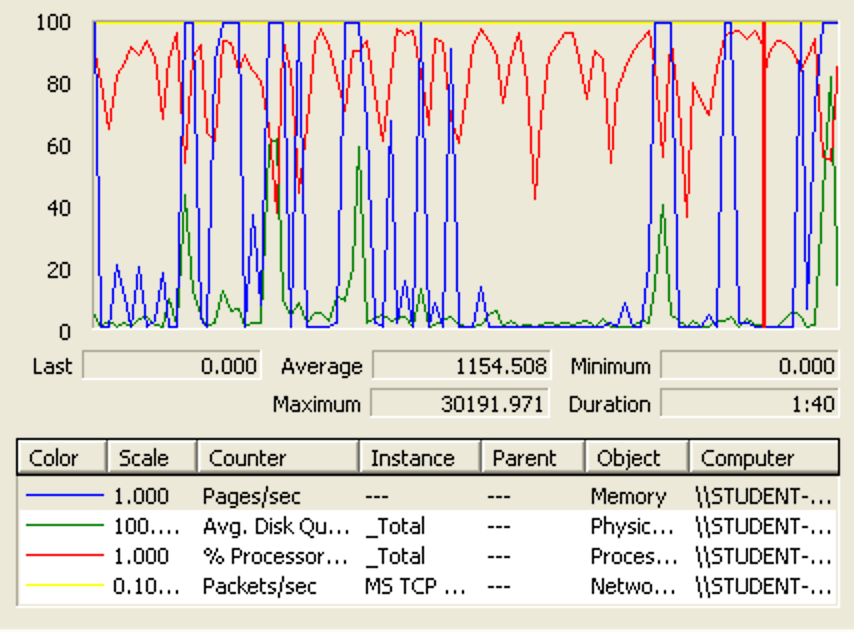 100
80
60
40
20
0
Last 0.000 Average 1154.508 Minimum 0.000
Maximum 30191.971 Duration 1:40
Color Scale Counter Instance Parent Object Computer
1.000 Pages/sec --- --- Memory \\STUDENT-...
100.... Avg. Disk Qu... _Total --- Physic... \\STUDENT-...
1.000 % Processor... _Total --- Proces... \\STUDENT-...
0.10... Packets/sec MS TCP ... --- Netwo... \\STUDENT-...